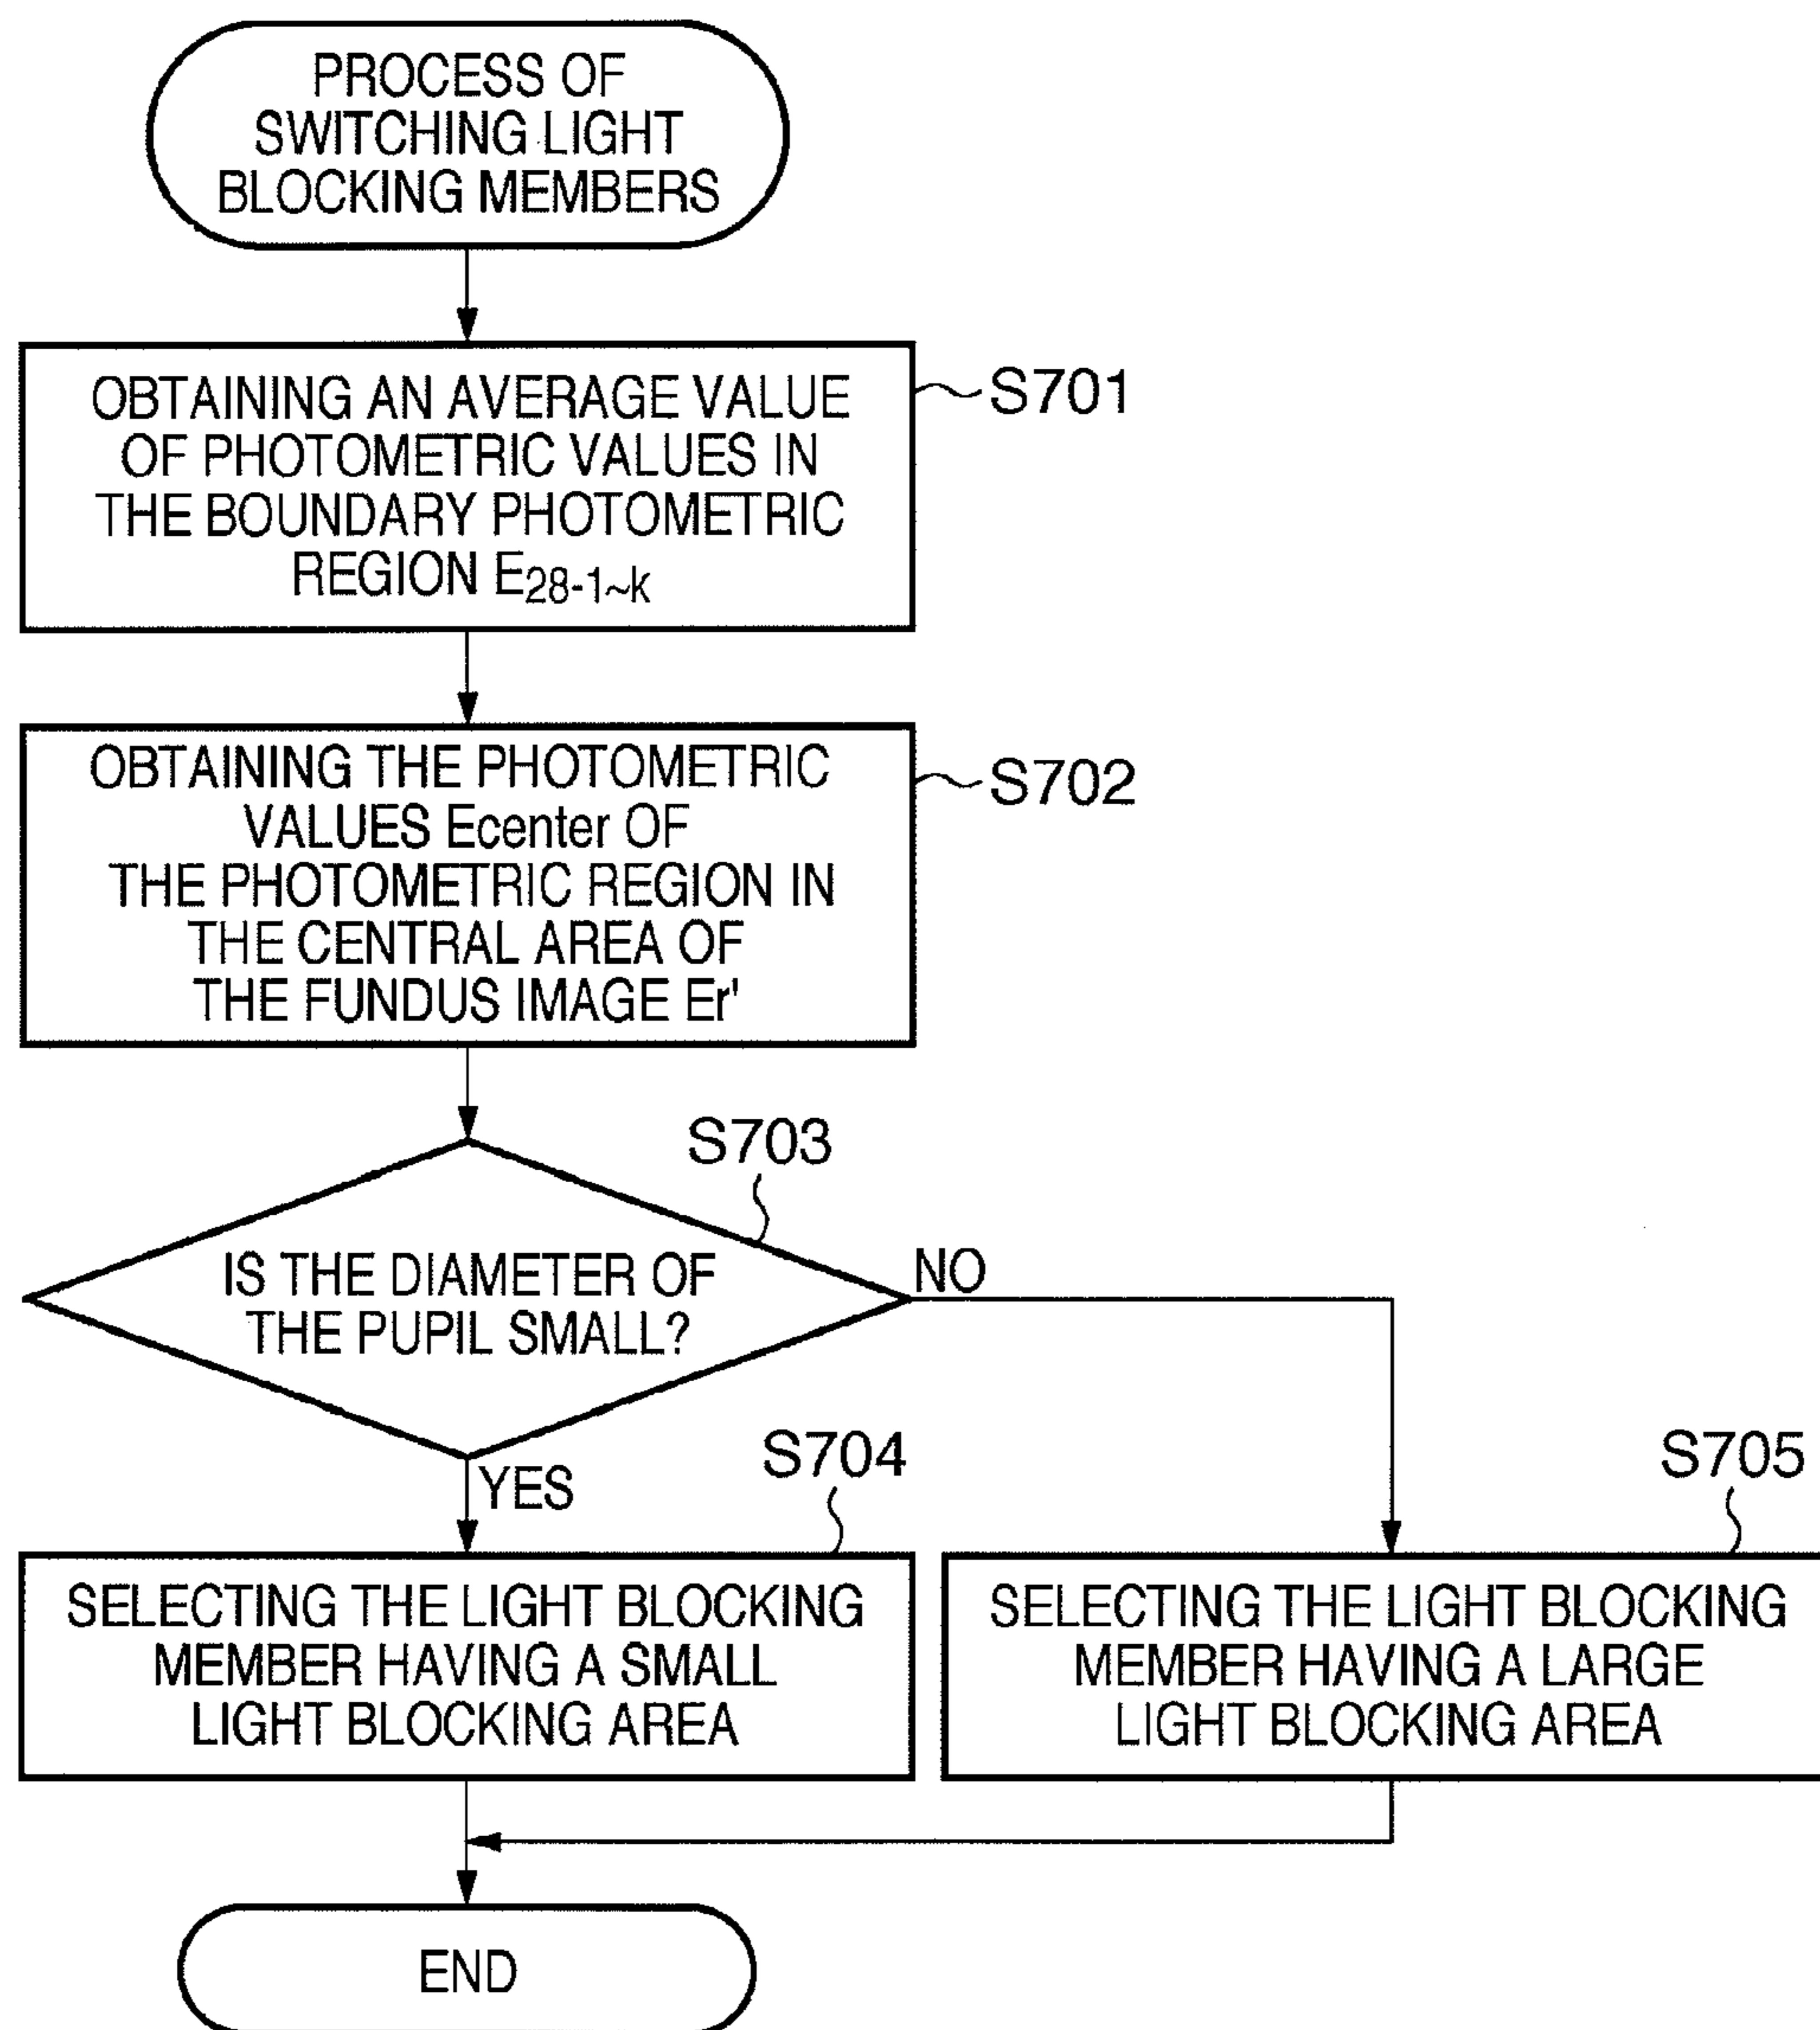 PROCESS OF
SWITCHING LIGHT
BLOCKING MEMBERS
OBTAINING AN AVERAGE VALUE
OF PHOTOMETRIC VALUES IN
THE BOUNDARY PHOTOMETRIC
REGION E28-1~k
S701
OBTAINING THE PHOTOMETRIC
VALUES Ecenter OF
THE PHOTOMETRIC REGION IN
THE CENTRAL AREA OF
THE FUNDUS IMAGE Er'
S702
S703
IS THE DIAMETER OF
THE PUPIL SMALL?
NO
YES
S704
SELECTING THE LIGHT BLOCKING
MEMBER HAVING A SMALL
LIGHT BLOCKING AREA
S705
SELECTING THE LIGHT BLOCKING
MEMBER HAVING A LARGE
LIGHT BLOCKING AREA
END